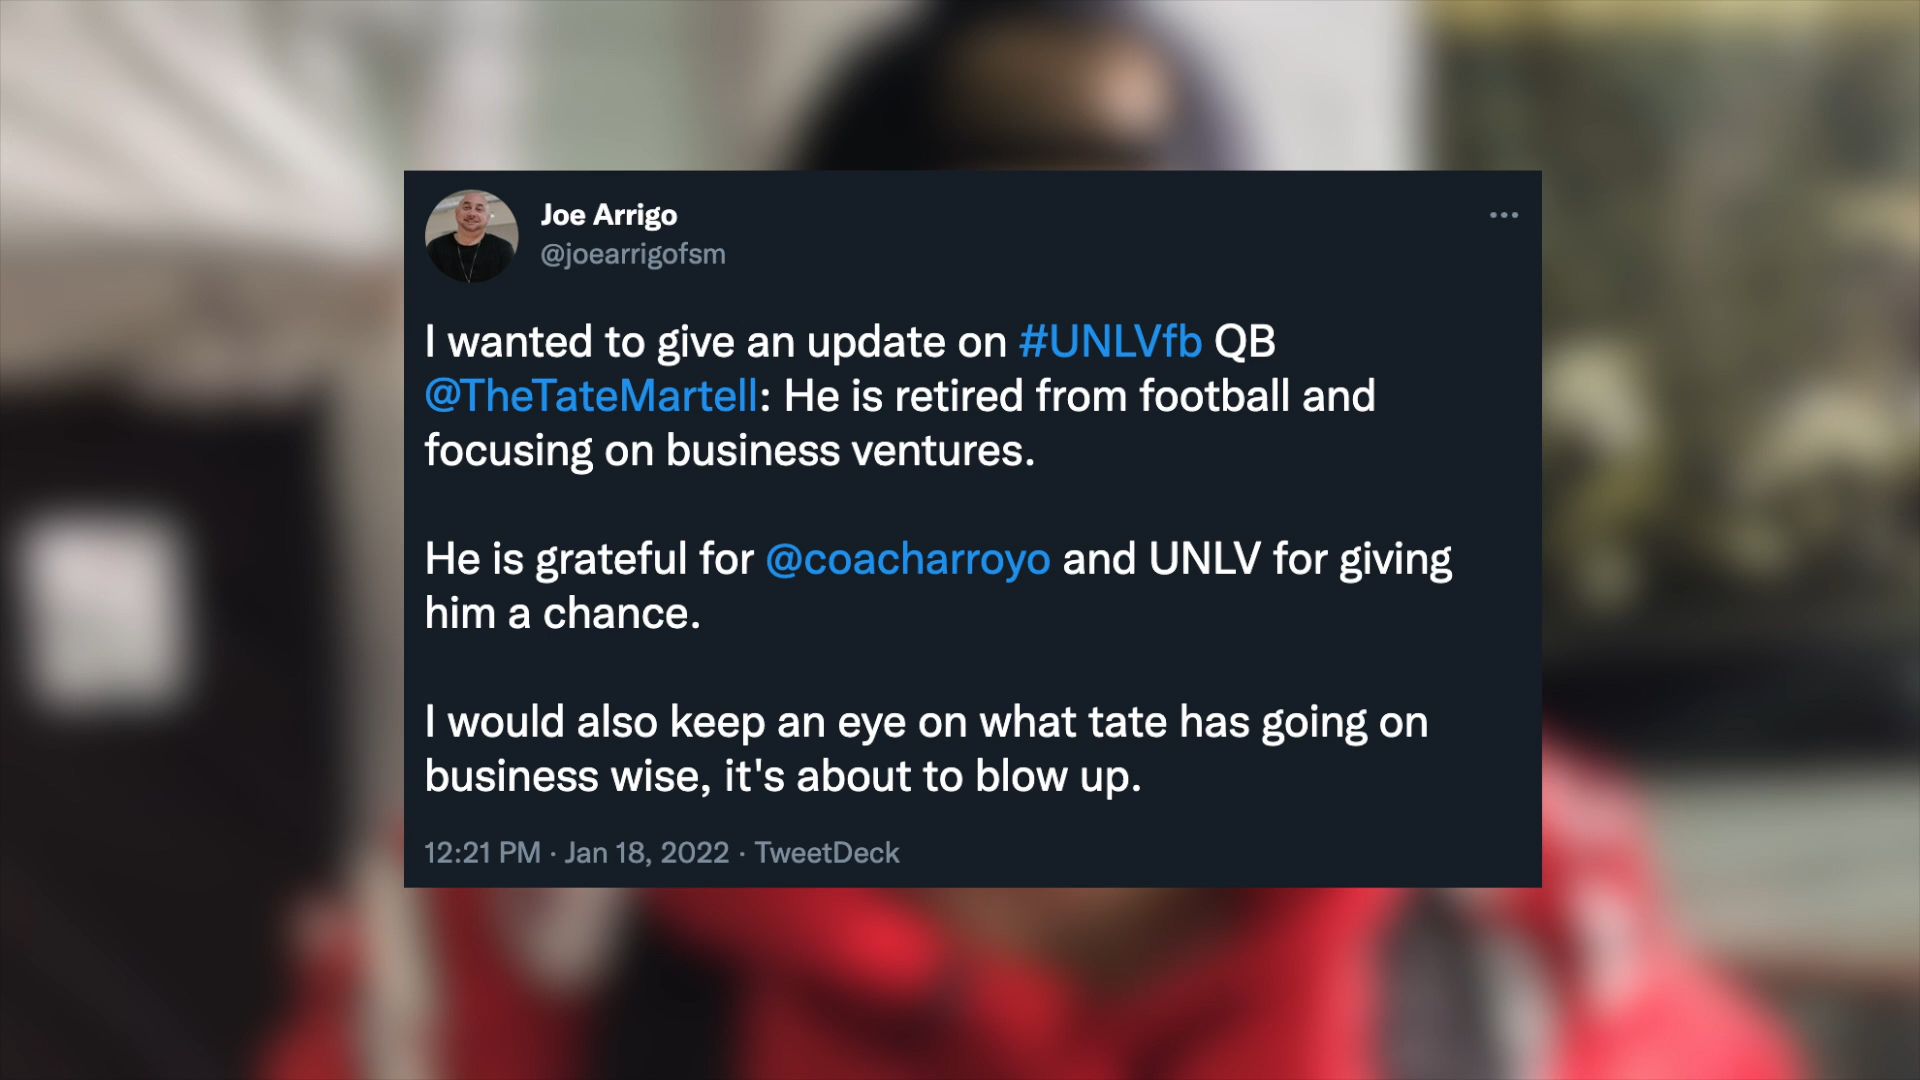 Joe Arrigo
@joearrigofsm
I wanted to give an update on #UNLVfb QB
@TheTateMartell: He is retired from football and
focusing on business ventures.
He is grateful for @coacharroyo and UNLV for giving
him a chance.
I would also keep an eye on what tate has going on
business wise, it's about to blow up.
12:21 PM · Jan 18, 2022 · TweetDeck